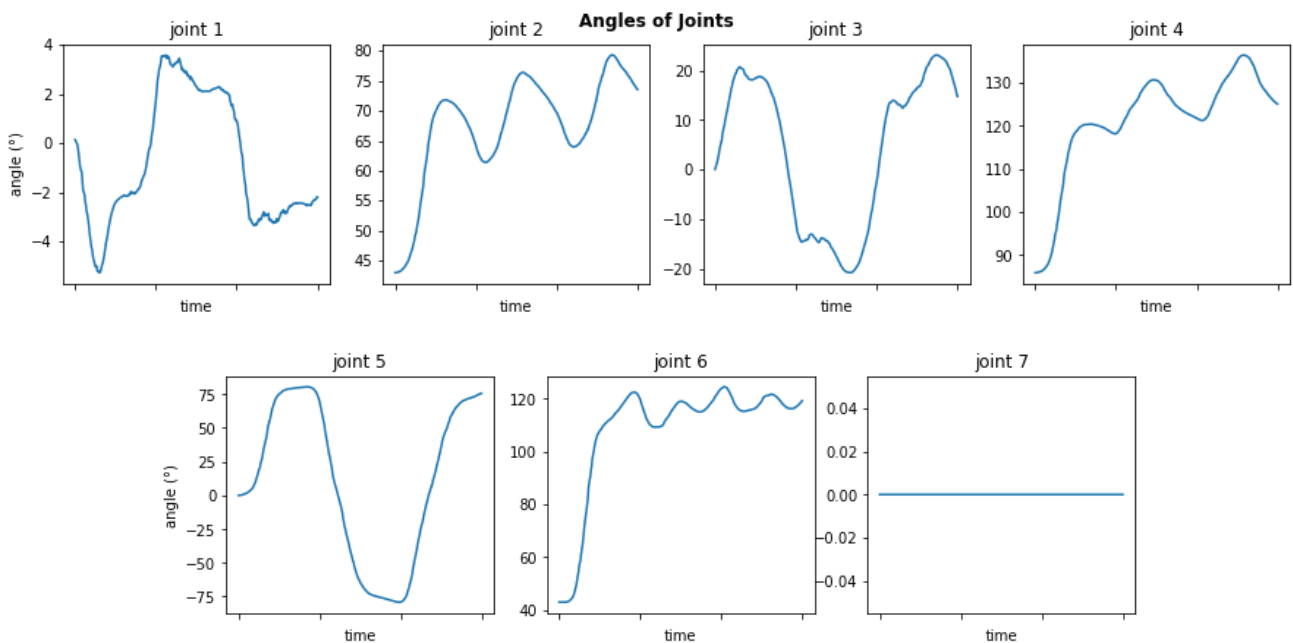 Angles of Joints
joint 1
joint 2
joint 3
joint 4
angle (°)
4
2
0
−2
−4
time
80
75
70
65
60
55
50
45
time
20
10
0
−10
−20
time
130
120
110
100
90
time
joint 5
joint 6
joint 7
angle (°)
75
50
25
0
−25
−50
−75
time
120
100
80
60
40
time
0.04
0.02
0.00
−0.02
−0.04
time